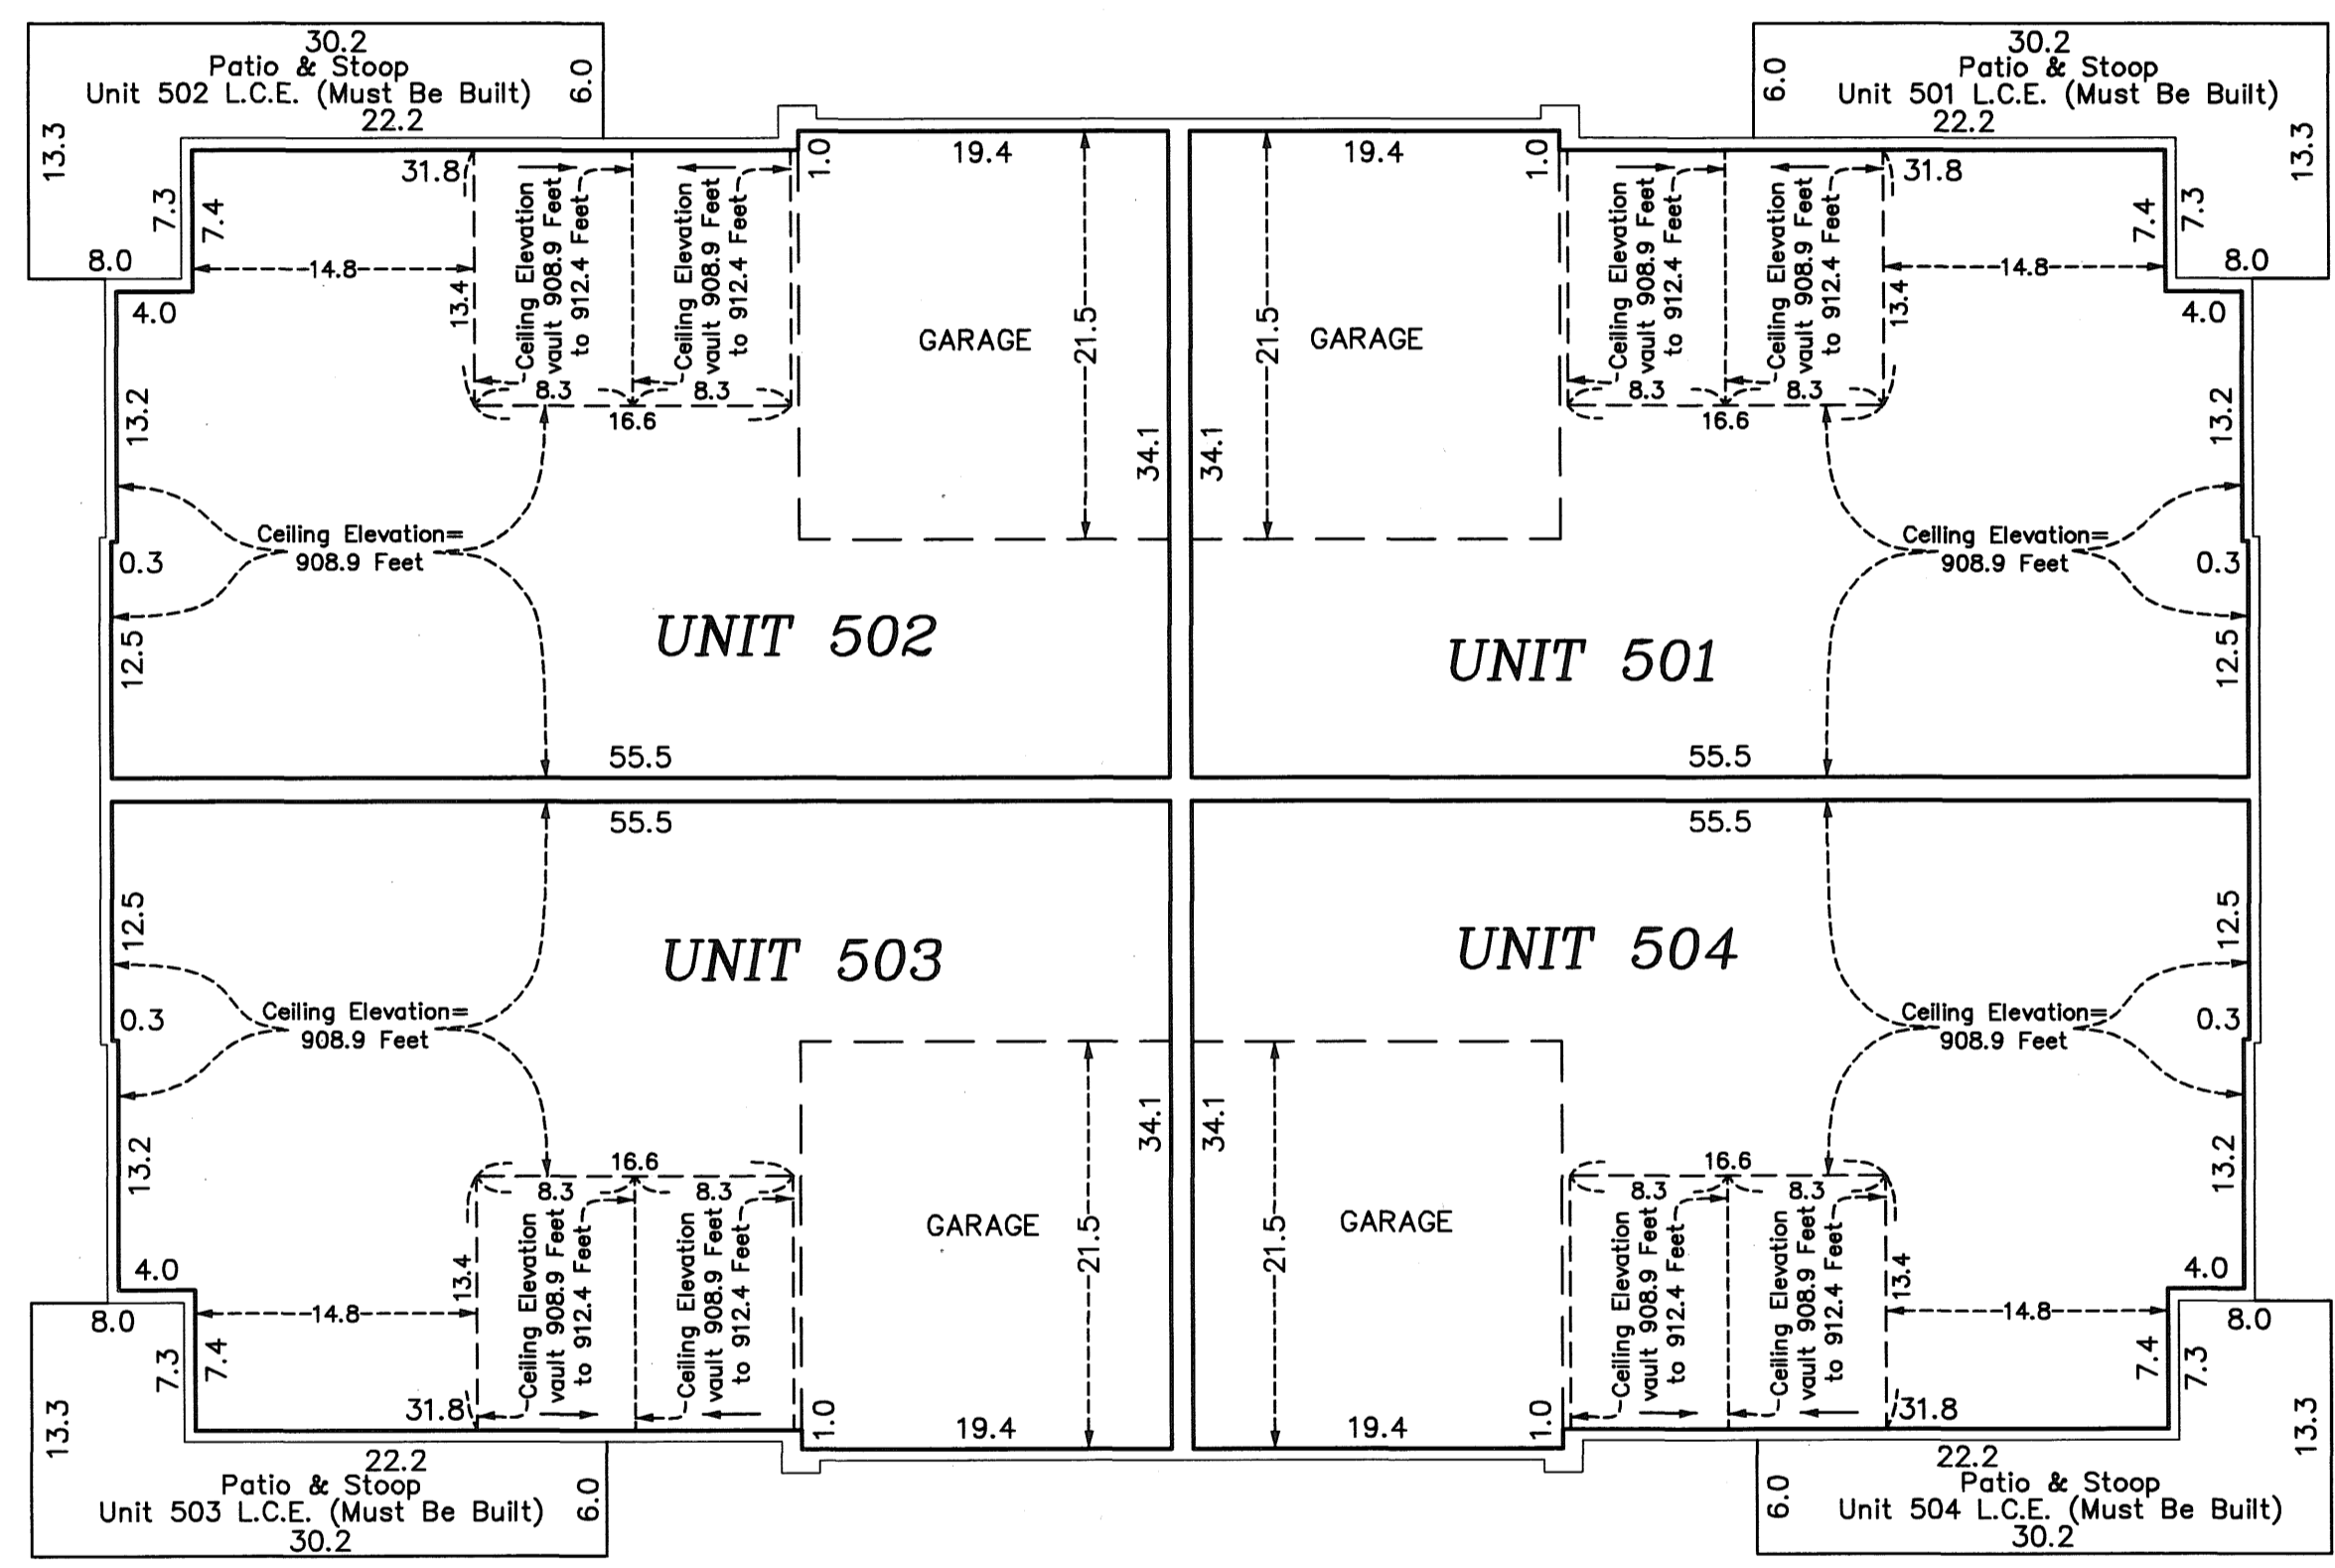 30.2
Patio & Stoop
Unit 502 L.C.E. (Must Be Built)
22.2
6.0
13.3
7.3
8.0
30.2
Patio & Stoop
Unit 501 L.C.E. (Must Be Built)
22.2
6.0
13.3
7.3
8.0
31.8
7.4
14.8
13.4
4.0
Ceiling Elevation
vault 908.9 Feet
to 912.4 Feet
Ceiling Elevation
vault 908.9 Feet
to 912.4 Feet
8.3
8.3
16.6
1.0
19.4
21.5
GARAGE
34.1
13.2
Ceiling Elevation=
908.9 Feet
0.3
12.5
UNIT 502
55.5
19.4
1.0
21.5
GARAGE
34.1
Ceiling Elevation
vault 908.9 Feet
to 912.4 Feet
Ceiling Elevation
vault 908.9 Feet
to 912.4 Feet
8.3
8.3
16.6
31.8
7.4
14.8
13.4
4.0
13.2
Ceiling Elevation=
908.9 Feet
0.3
12.5
UNIT 501
55.5
55.5
12.5
UNIT 503
0.3
Ceiling Elevation=
908.9 Feet
13.2
4.0
16.6
8.3
8.3
Ceiling Elevation
vault 908.9 Feet
to 912.4 Feet
Ceiling Elevation
vault 908.9 Feet
to 912.4 Feet
13.4
14.8
7.4
31.8
34.1
GARAGE
21.5
1.0
19.4
55.5
12.5
UNIT 504
0.3
Ceiling Elevation=
908.9 Feet
13.2
4.0
34.1
GARAGE
21.5
19.4
1.0
16.6
8.3
8.3
Ceiling Elevation
vault 908.9 Feet
to 912.4 Feet
Ceiling Elevation
vault 908.9 Feet
to 912.4 Feet
13.4
14.8
7.4
31.8
8.0
7.3
13.3
22.2
Patio & Stoop
Unit 503 L.C.E. (Must Be Built)
30.2
6.0
8.0
7.3
13.3
22.2
Patio & Stoop
Unit 504 L.C.E. (Must Be Built)
30.2
6.0